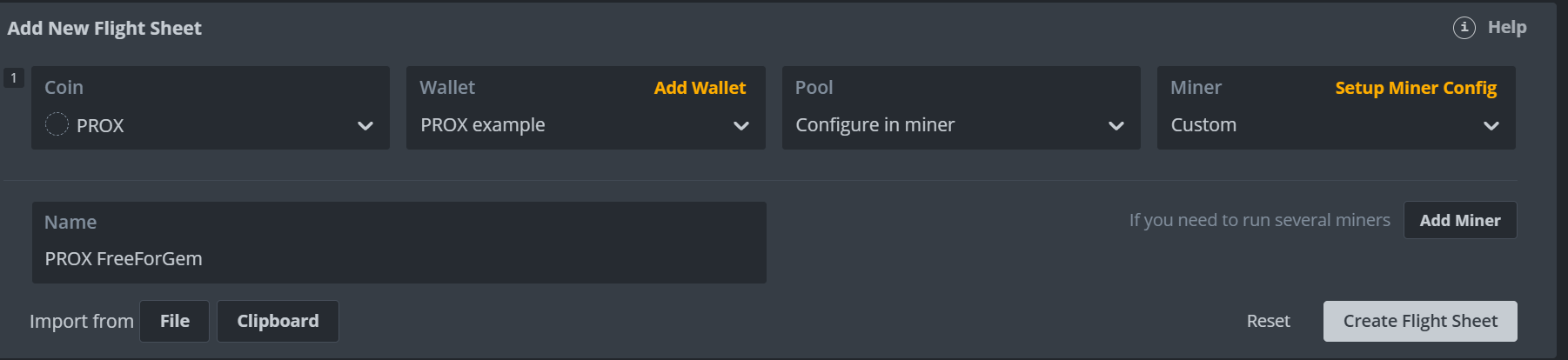 Add New Flight Sheet
Help
1
Coin
PROX
Wallet Add Wallet
PROX example
Pool
Configure in miner
Miner Setup Miner Config
Custom
Name
PROX FreeForGem
If you need to run several miners Add Miner
Import from File Clipboard
Reset Create Flight Sheet